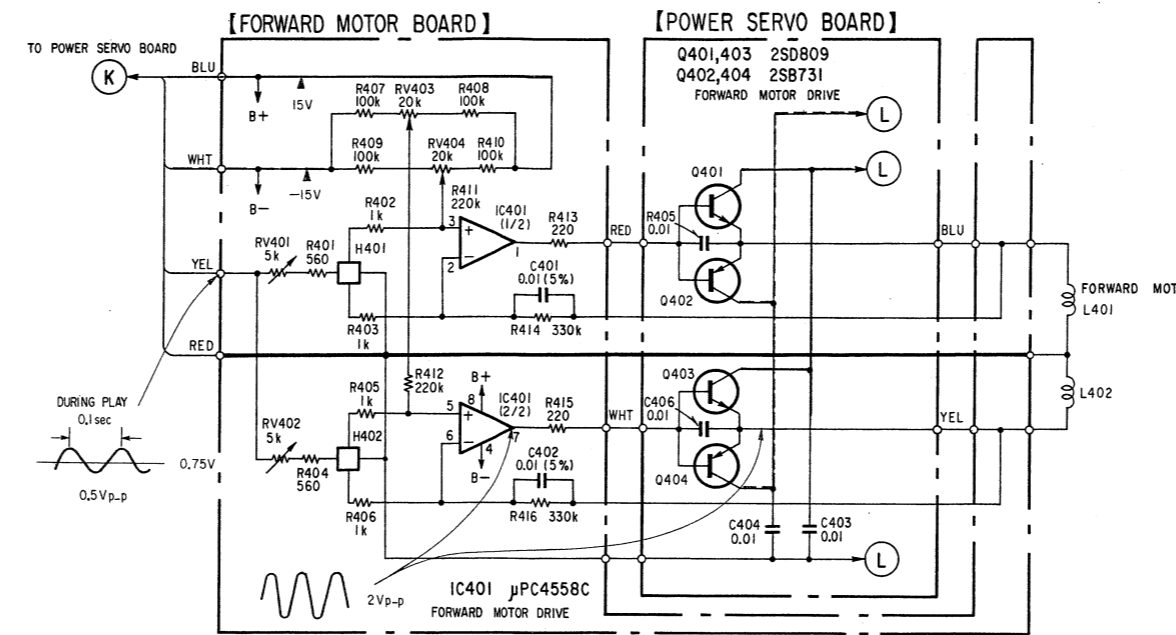 【FORWARD MOTOR BOARD】
【POWER SERVO BOARD】
TO POWER SERVO BOARD
K
BLU
B+
15V
R407
100k
RV403
20k
R408
100k
Q401,403 2SD809
Q402,404 2SB731
FORWARD MOTOR DRIVE
L
WHT
B-
-15V
R409
100k
RV404
20k
R410
100k
L
R402
1k
R411
220k
IC401
(1/2)
3
+
2
-
1
R413
220
RED
Q401
R405
0.01
Q402
BLU
YEL
RV401
5k
R401
560
H401
C401
0.01(5%)
R414 330k
R403
1k
FORWARD MOT
L401
RED
R412
220k
DURING PLAY
0.1sec
0.75V
0.5Vp-p
RV402
5k
R404
560
R405
1k
H402
B+
8
5
+
6
-
7
4
B-
IC401
(2/2)
R415
220
WHT
Q403
C406
0.01
Q404
YEL
L402
C402
0.01(5%)
R416 330k
R406
1k
C404
0.01
C403
0.01
L
2Vp-p
IC401 μPC4558C
FORWARD MOTOR DRIVE